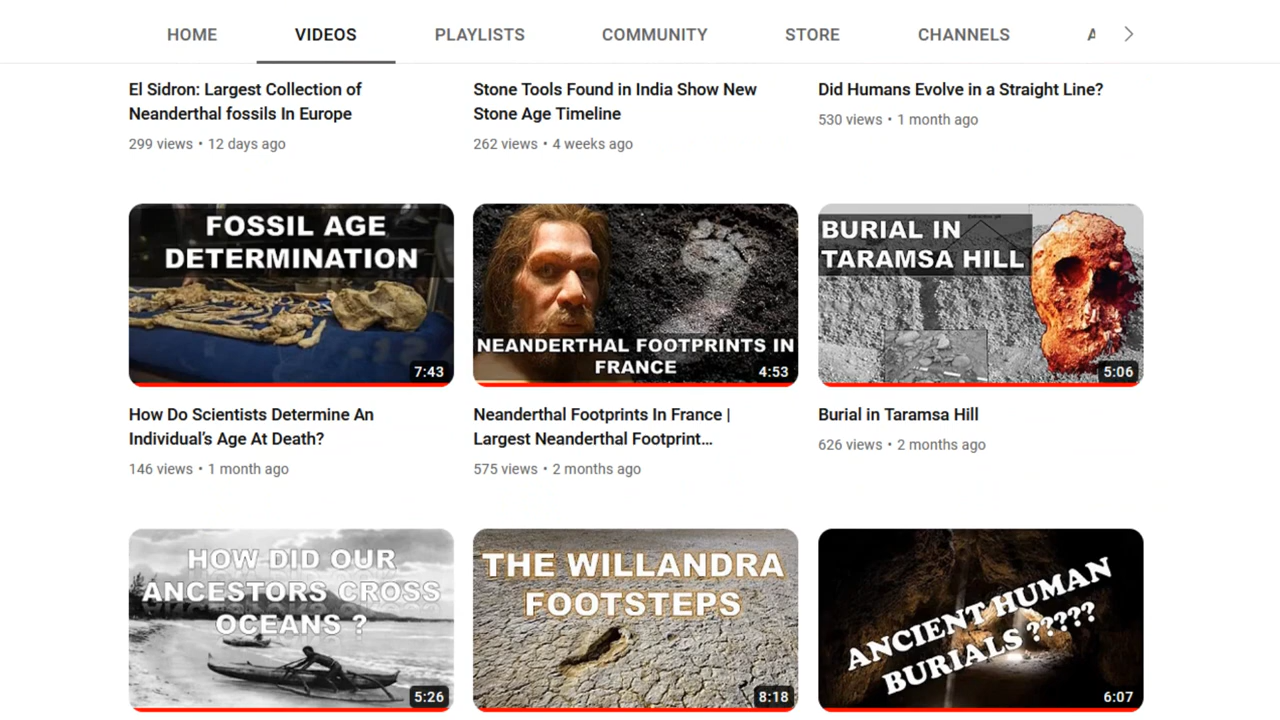 HOME VIDEOS PLAYLISTS COMMUNITY STORE CHANNELS
El Sidron: Largest Collection of
Neanderthal fossils In Europe
299 views • 12 days ago
Stone Tools Found in India Show New
Stone Age Timeline
262 views • 4 weeks ago
Did Humans Evolve in a Straight Line?
530 views • 1 month ago
FOSSIL AGE
DETERMINATION
7:43
How Do Scientists Determine An
Individual's Age At Death?
146 views • 1 month ago
NEANDERTHAL FOOTPRINTS IN
FRANCE
4:53
Neanderthal Footprints In France |
Largest Neanderthal Footprint...
575 views • 2 months ago
BURIAL IN
TARAMSA HILL
5:06
Burial in Taramsa Hill
626 views • 2 months ago
HOW DID OUR
ANCESTORS CROSS
OCEANS ?
5:26
THE WILLANDRA
FOOTSTEPS
8:18
ANCIENT HUMAN
BURIALS ?????
6:07